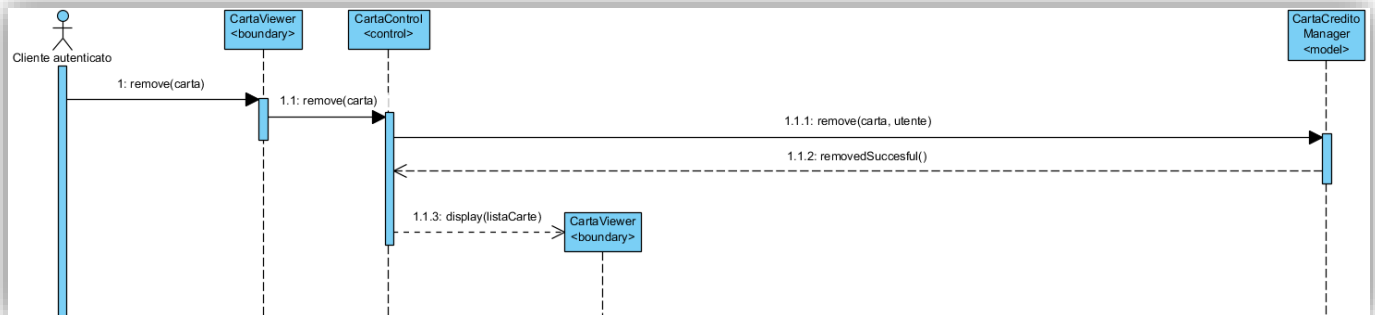 CartaViewer
<boundary>
CartaControl
<control>
CartaCredito
Manager
<model>
Cliente autenticato
1: remove(carta)
1.1: remove(carta)
1.1.1: remove(carta, utente)
1.1.2: removedSuccesful()
1.1.3: display(listaCarte)
CartaViewer
<boundary>